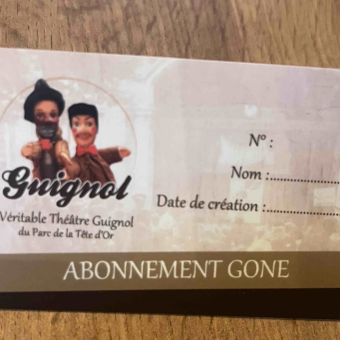 Guignol
Véritable Théâtre Guignol
du Parc de la Tête d'Or
N° :
Nom :....................
Date de création :....................
ABONNEMENT GONE